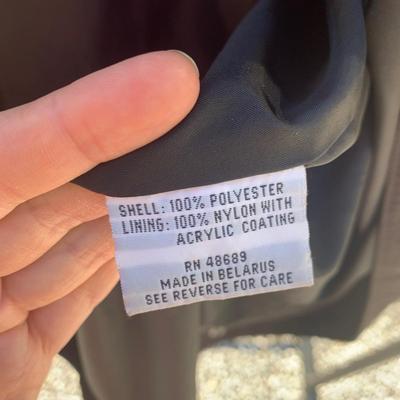 SHELL: 100% POLYESTER
LINING: 100% NYLON WITH
ACRYLIC COATING
RN 48689
MADE IN BELARUS
SEE REVERSE FOR CARE